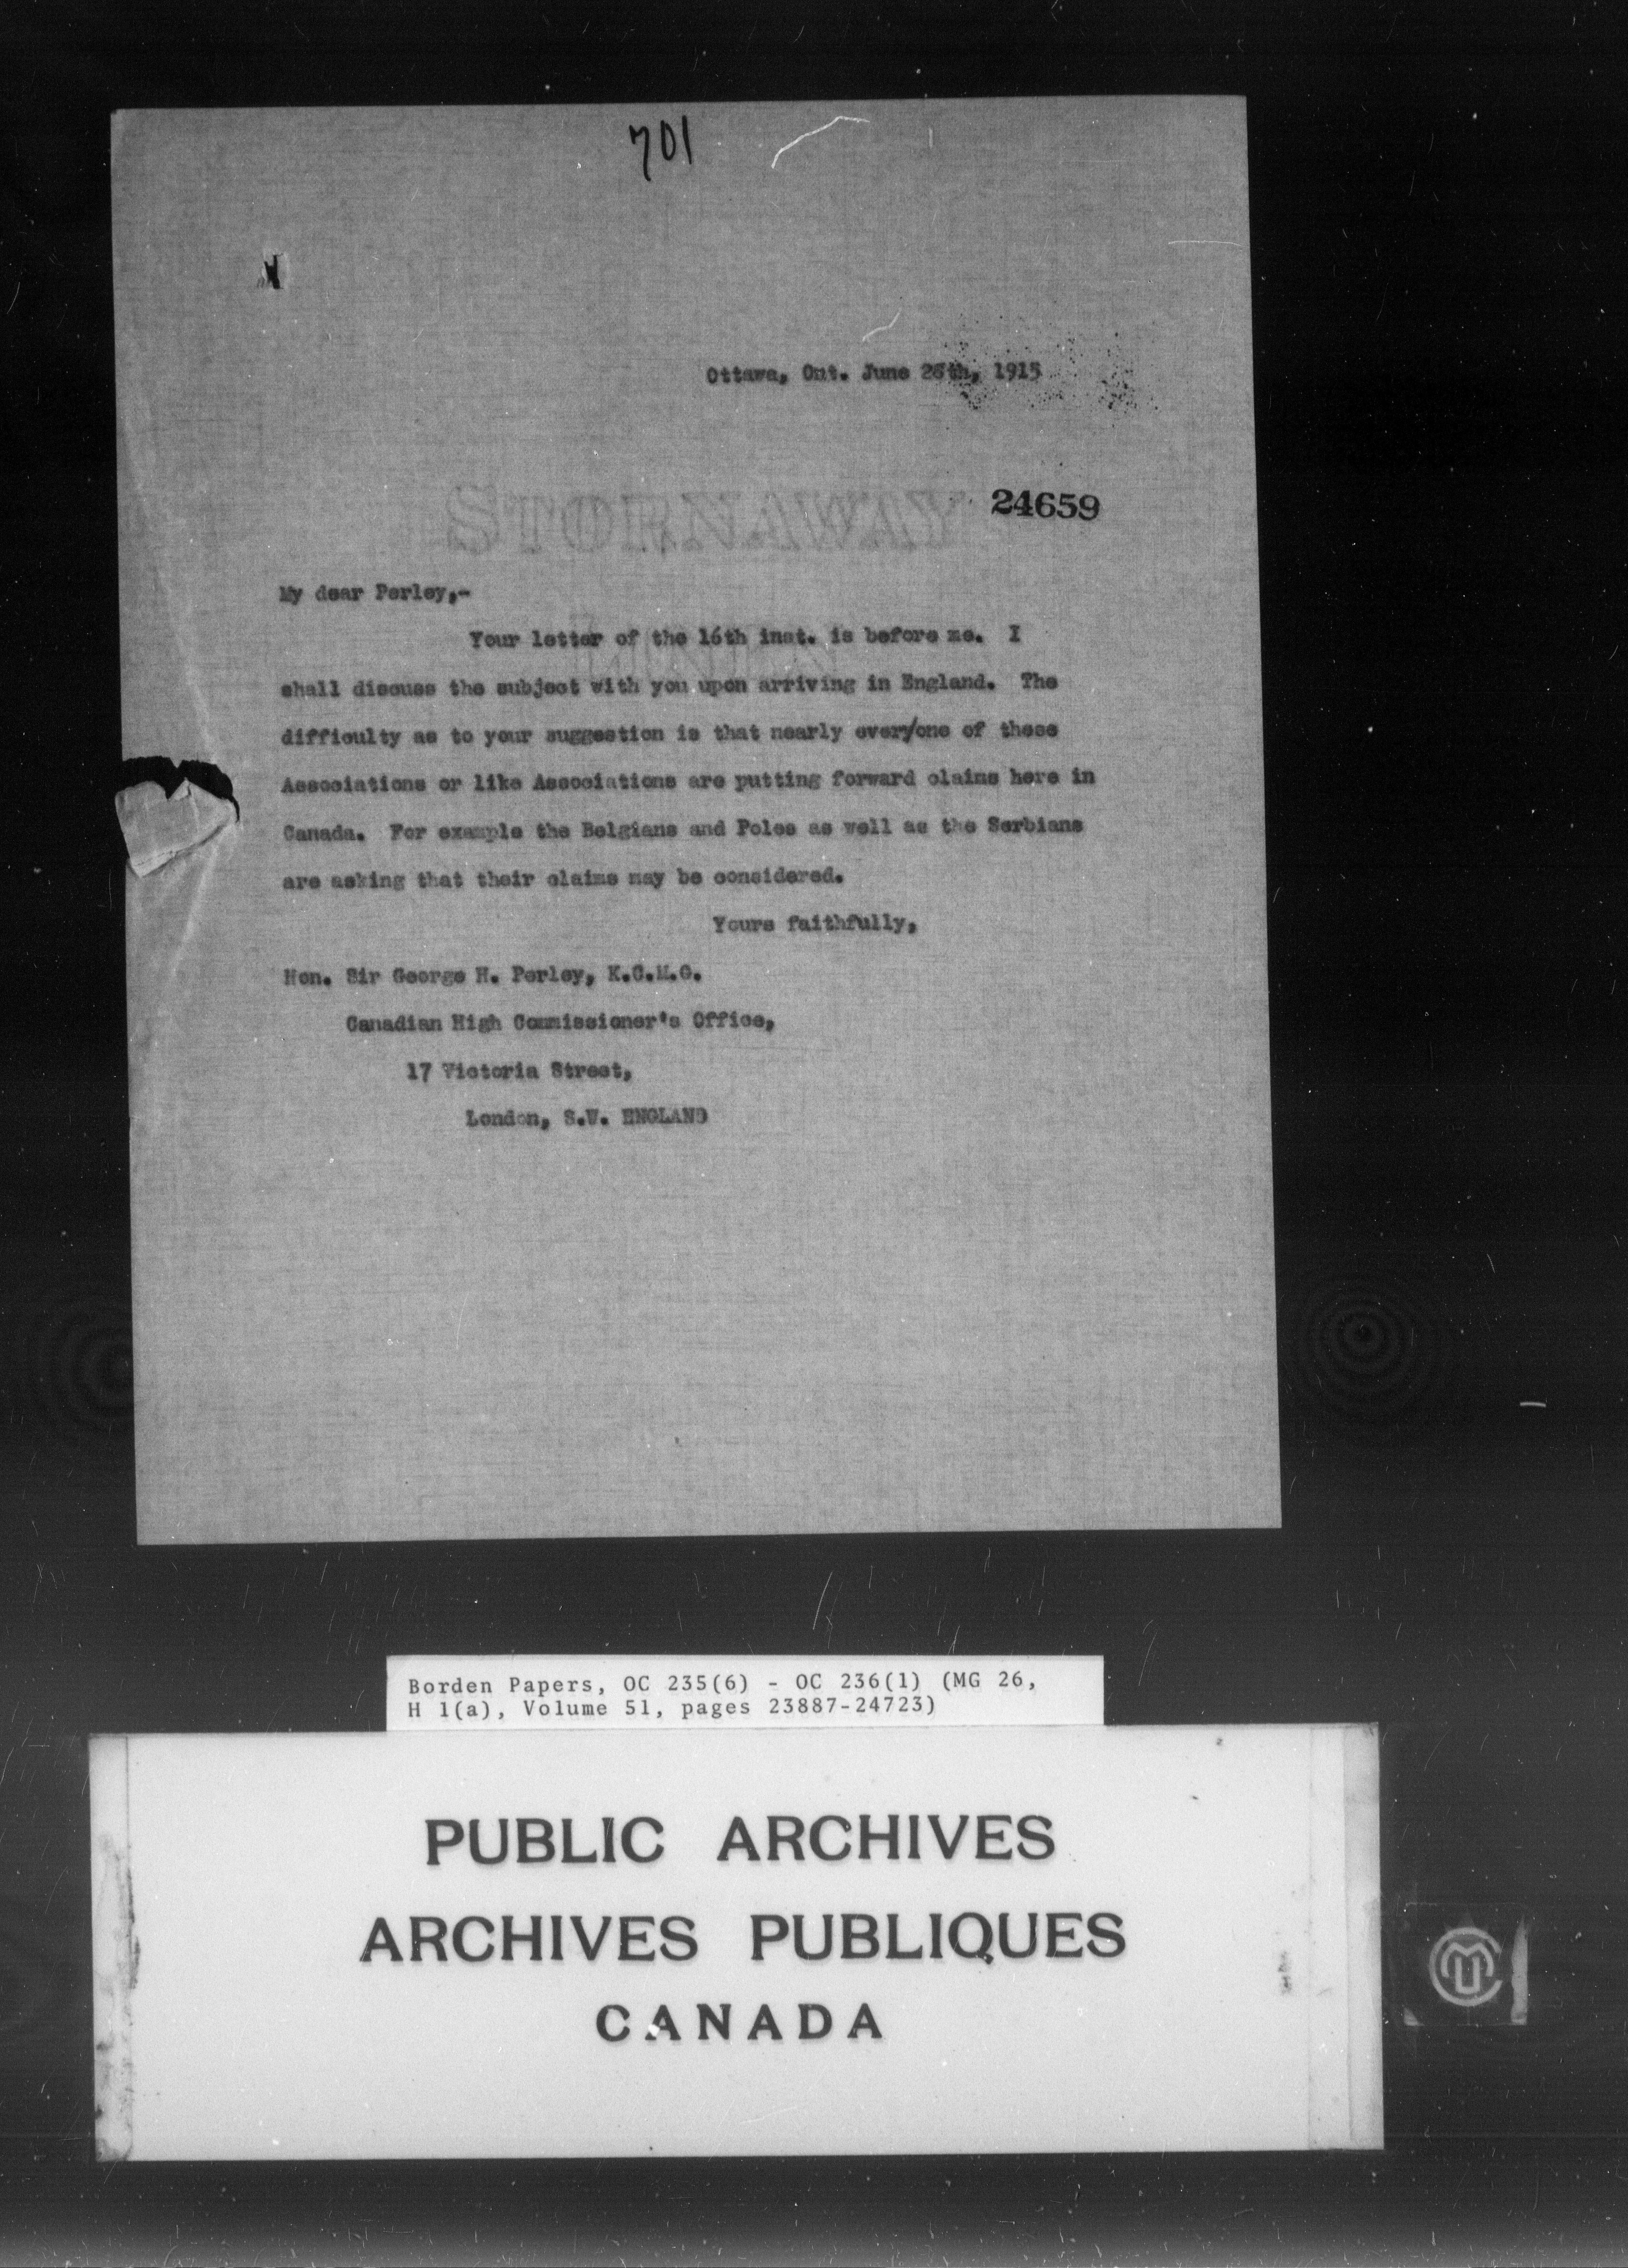 701
Ottawa, Ont. June 26th, 1915
STORNAWAY
24659
My dear Perley,-
Your letter of the 16th inst. is before me. I
shall discuss the subject with you upon arriving in England. The
difficulty as to your suggestion is that nearly every/one of these
Associations or like Associations are putting forward claims here in
Canada. For example the Belgians and Poles as well as the Serbians
are asking that their claims may be considered.
Yours faithfully,
Hon. Sir George H. Perley, K.C.M.G.
Canadian High Commissioner's Office,
17 Victoria Street,
London, S.W. ENGLAND
Borden Papers, OC 235(6) - OC 236(1) (MG 26,
H 1(a), Volume 51, pages 23887-24723)
PUBLIC ARCHIVES
ARCHIVES PUBLIQUES
CANADA